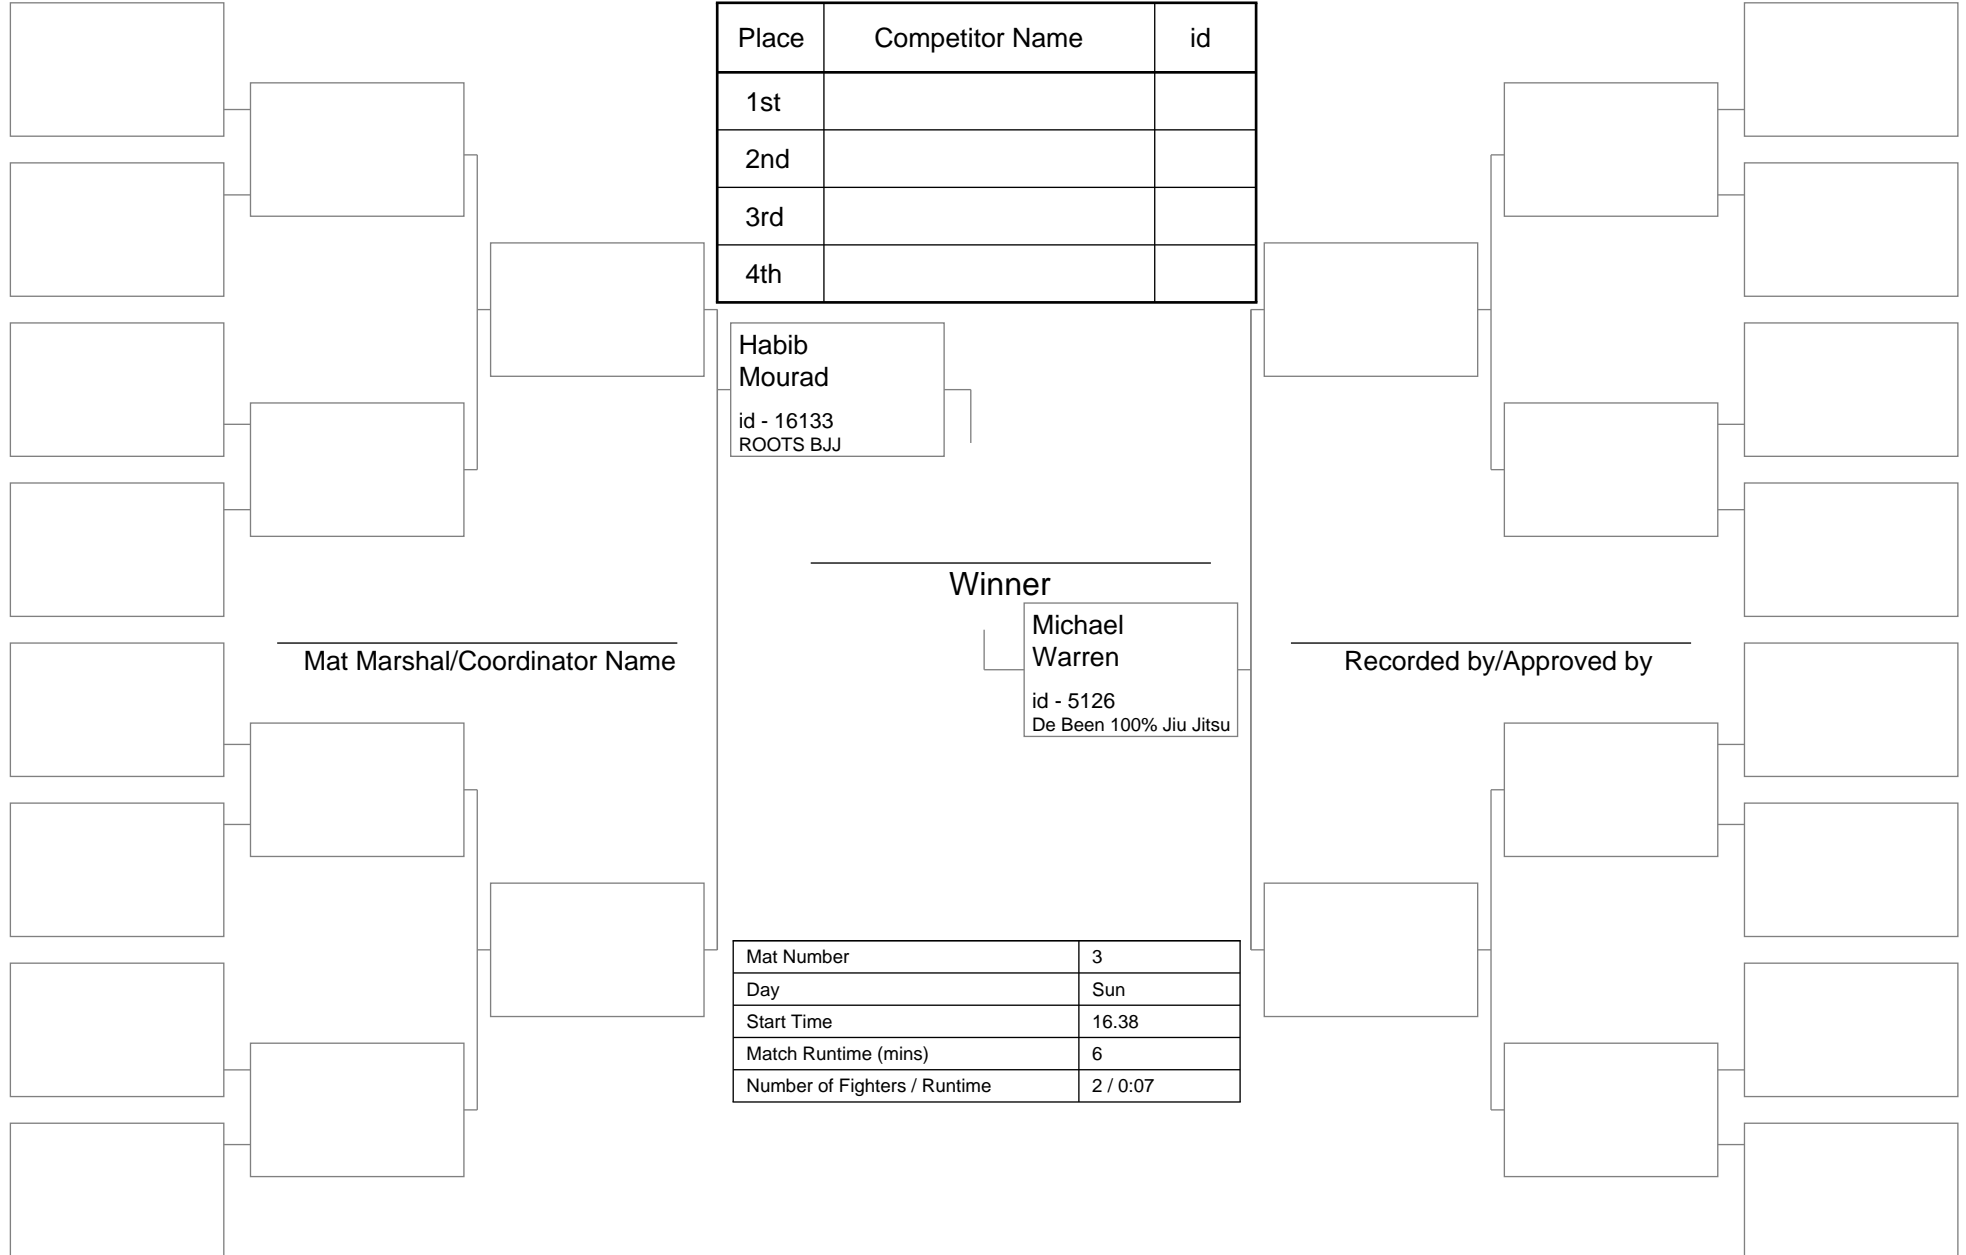 Place Competitor Name id
1st
2nd
3rd
4th
Habib
Mourad
id - 16133
ROOTS BJJ
Winner
Michael
Warren
id - 5126
De Been 100% Jiu Jitsu
Mat Marshal/Coordinator Name
Recorded by/Approved by
Mat Number 3
Day Sun
Start Time 16.38
Match Runtime (mins) 6
Number of Fighters / Runtime 2 / 0:07